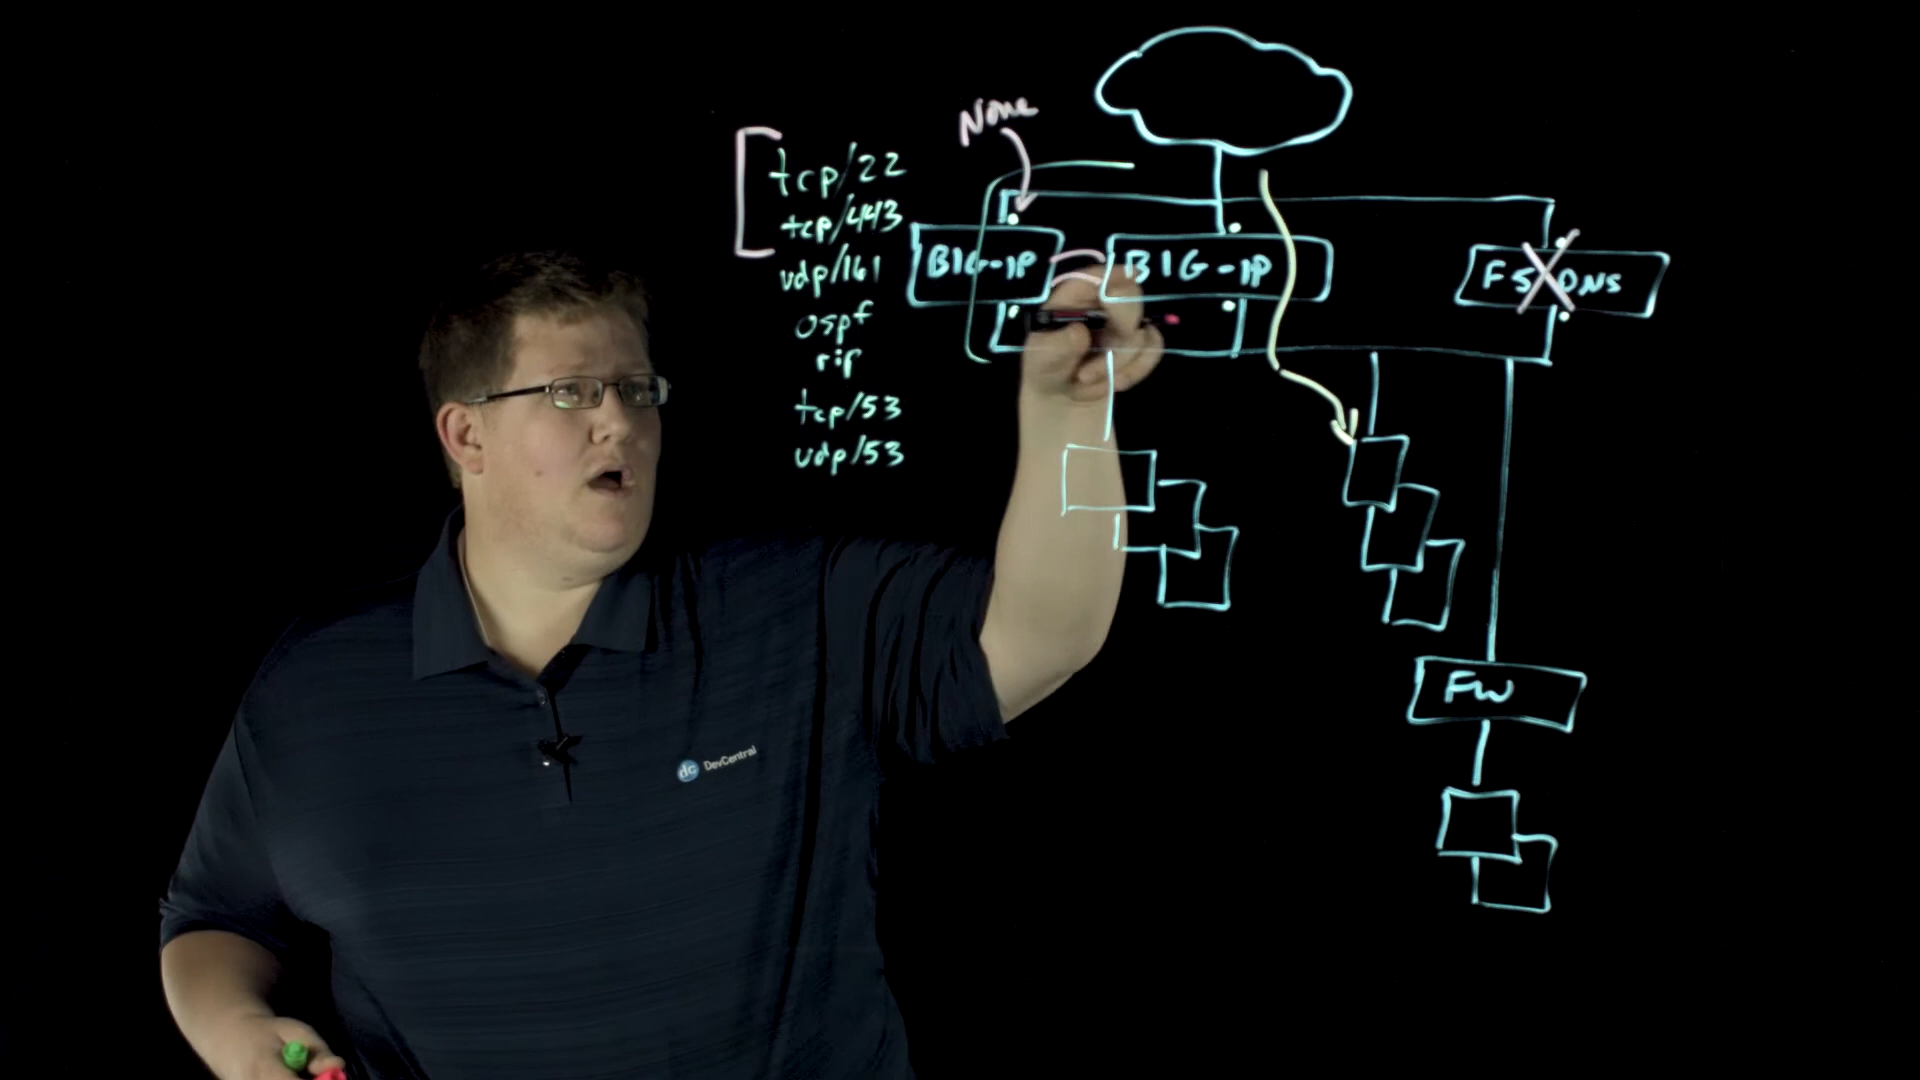 None
tcp/22
tcp/443
udp/161
ospf
rip
tcp/53
udp/53
BIG-IP
BIG-IP
F5 DNS
FW
dc DevCentral